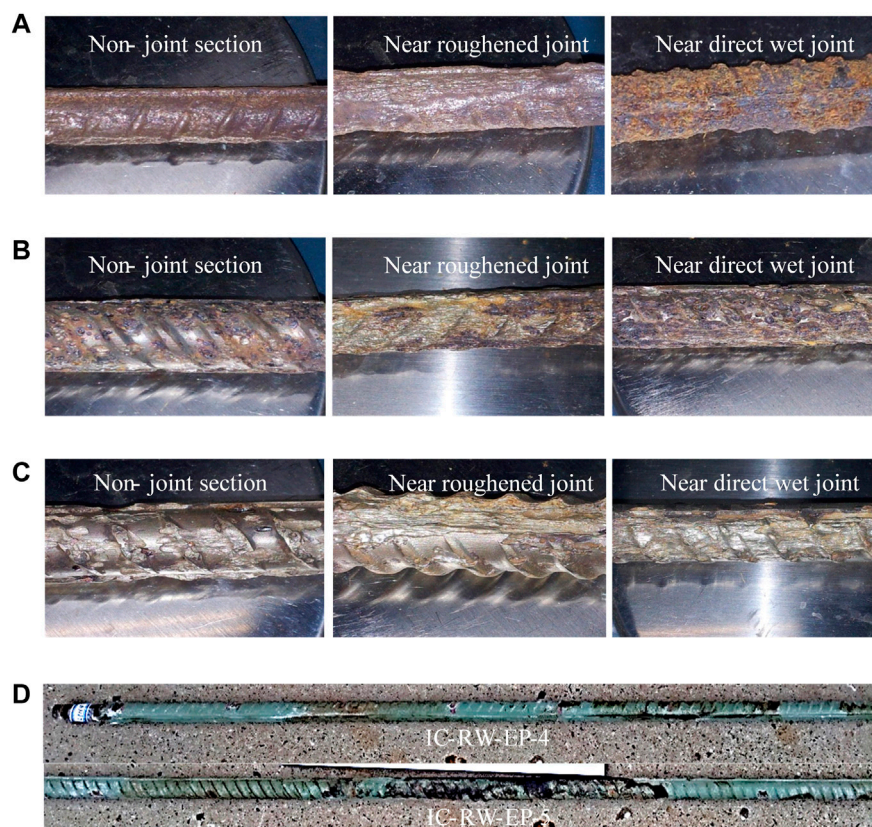 A
Non- joint section
Near roughened joint
Near direct wet joint
B
Non- joint section
Near roughened joint
Near direct wet joint
C
Non- joint section
Near roughened joint
Near direct wet joint
D
IC-RW-EP-4
IC-RW-EP-5